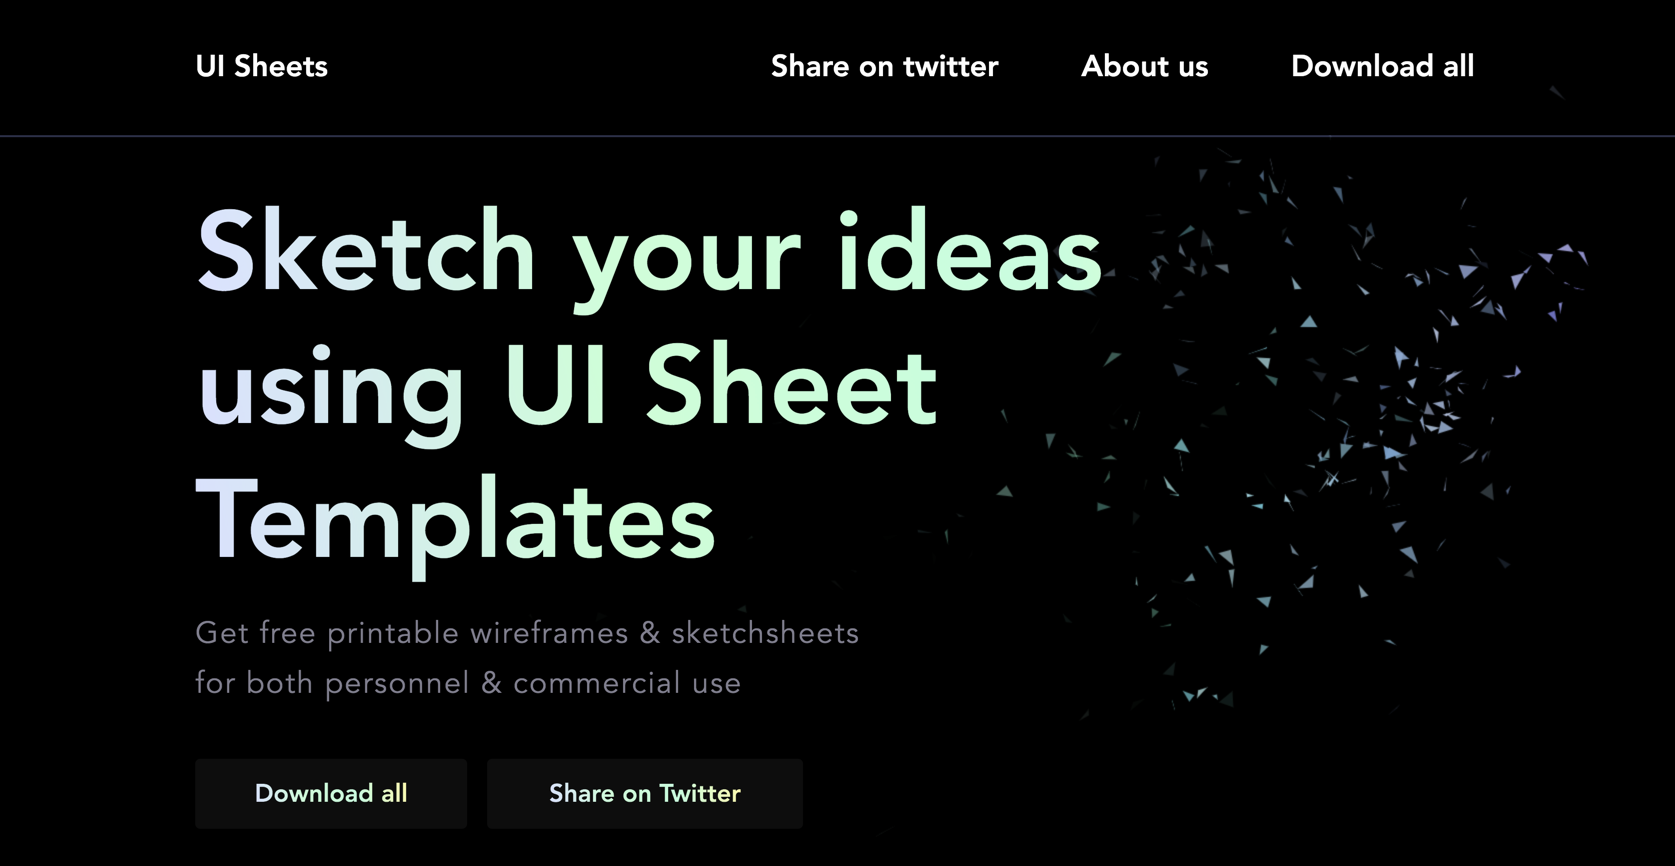 UI Sheets
Share on twitter
About us
Download all
Sketch your ideas
using UI Sheet
Templates
Get free printable wireframes & sketchsheets
for both personnel & commercial use
Download all
Share on Twitter